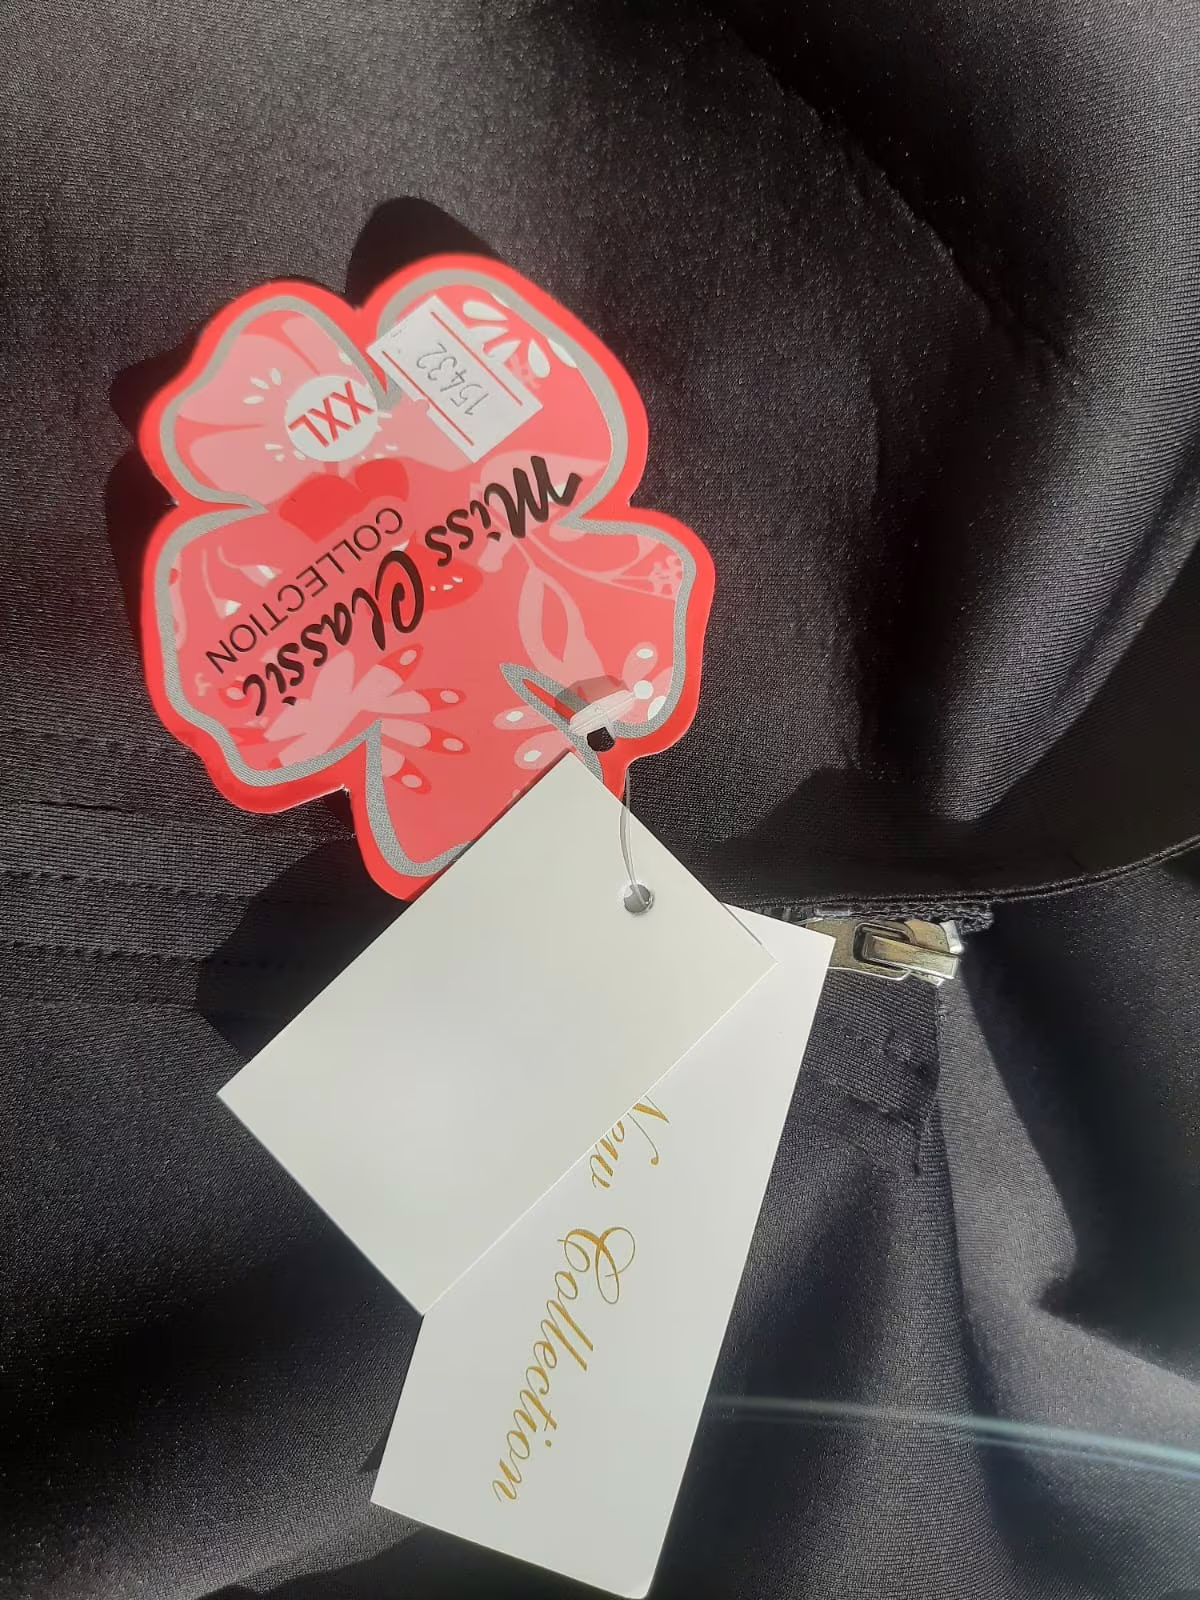 XXL
15432
Miss Classic
COLLECTION
New
Collection